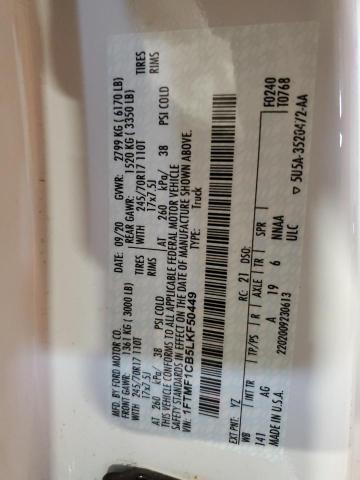 MFD. BY FORD MOTOR CO.
DATE: 09/20 GVWR: 2799 KG ( 6170 LB)
FRONT GAWR: 1361 KG ( 3000 LB) REAR GAWR: 1520 KG ( 3350 LB)
WITH 245/70R17 110T TIRES WITH 245/70R17 110T TIRES
17x7.5J RIMS 17x7.5J RIMS
AT 260 kPa/ 38 PSI COLD AT 260 kPa/ 38 PSI COLD
THIS VEHICLE CONFORMS TO ALL APPLICABLE FEDERAL MOTOR VEHICLE
SAFETY STANDARDS IN EFFECT ON THE DATE OF MANUFACTURE SHOWN ABOVE.
VIN: 1FTMF1CB5LKF50449
TYPE: Truck
F0240
T0768
EXT PNT: YZ RC: 21 DSO:
WB INT TR TP/PS R AXLE TR SPR
141 AG A 19 6 NNAA
ULC
MADE IN U.S.A. 2202009230613
▽ 5U5A-3520472-AA